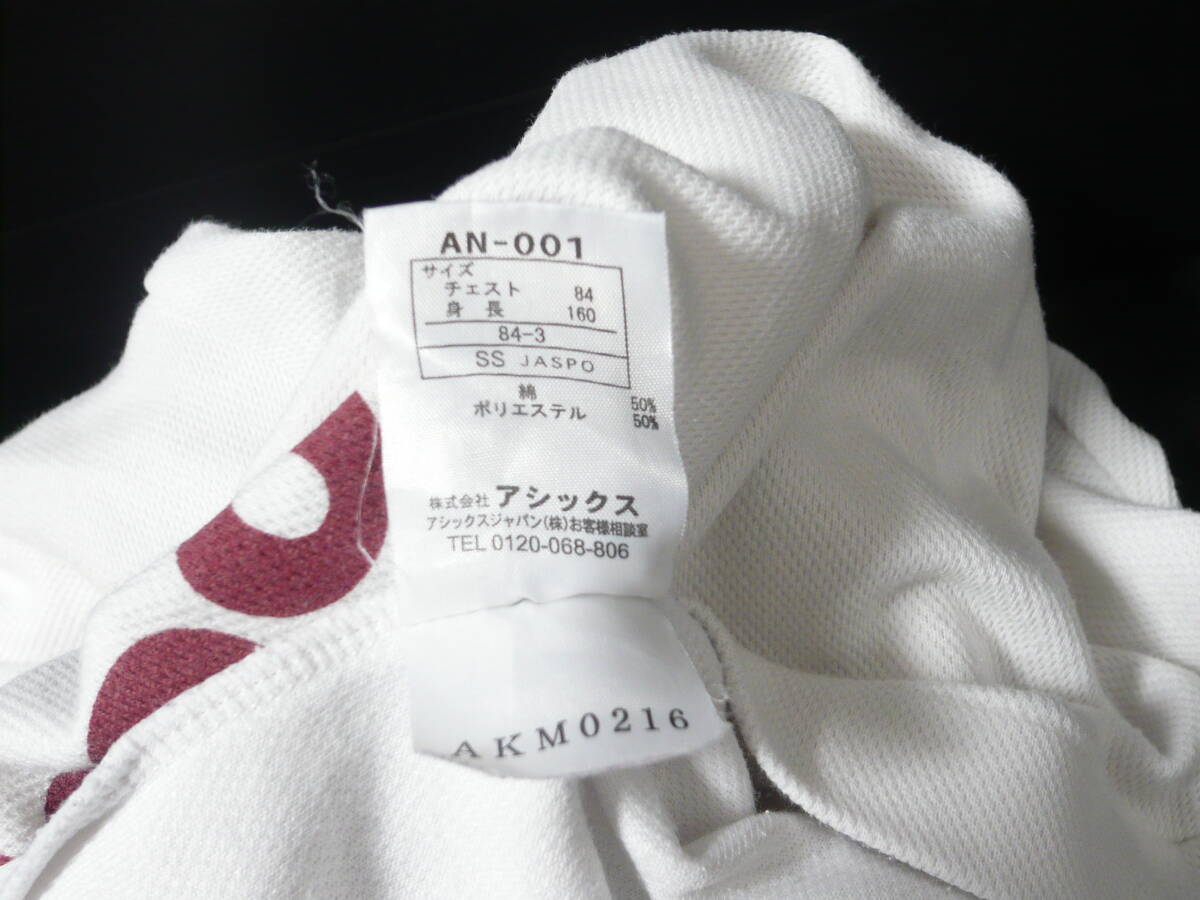 AN-001
サイズ
チェスト 84
身長 160
84-3
SS JASPO
綿 50%
ポリエステル 50%
株式会社 アシックス
アシックスジャパン(株)お客様相談室
TEL 0120-068-806
AKM0216